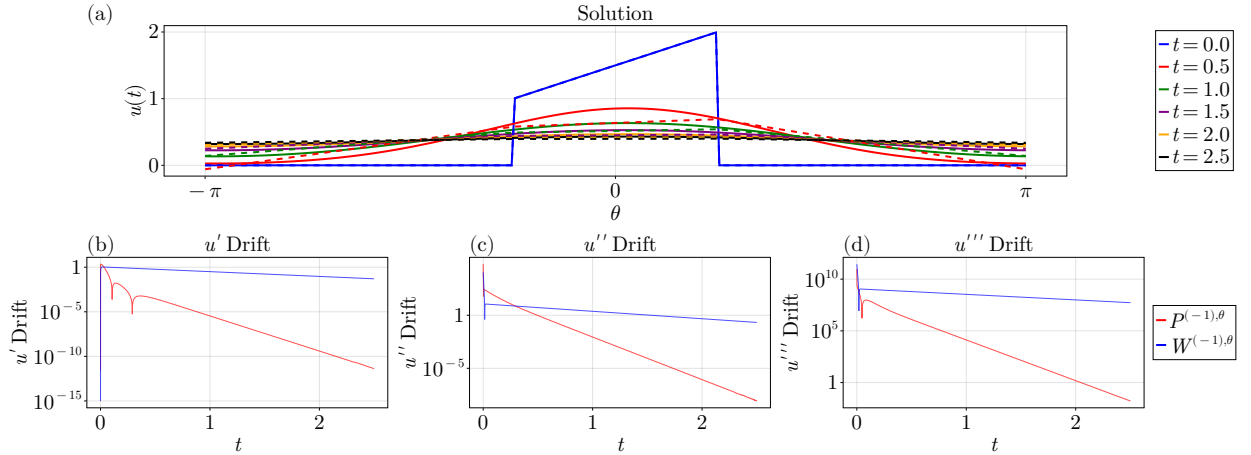 (a)
Solution
u(t)
2
1
0
−π
0
π
θ
t = 0.0
t = 0.5
t = 1.0
t = 1.5
t = 2.0
t = 2.5
(b)
u′ Drift
u′ Drift
1
10^−5
10^−10
10^−15
0
1
2
t
(c)
u′′ Drift
u′′ Drift
1
10^−5
0
1
2
t
(d)
u′′′ Drift
u′′′ Drift
10^10
10^5
1
0
1
2
t
P^(−1),θ
W^(−1),θ